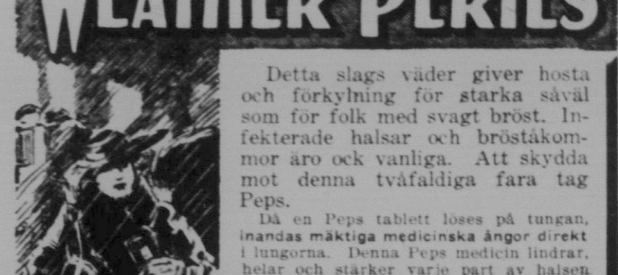 WEATHER PERILS
Detta slags väder giver hosta
och förkylning för starka såväl
som för folk med svagt bröst. In-
fekterade halsar och bröståkom-
mor äro ock vanliga. Att skydda
mot denna tvåfaldiga fara tag
Peps.
Då en Peps tablett löses på tungan,
inandas mäktiga medicinska ångor direkt
i lungorna. Denna Peps medicin lindrar,
helar och stärker varje part av halsen,